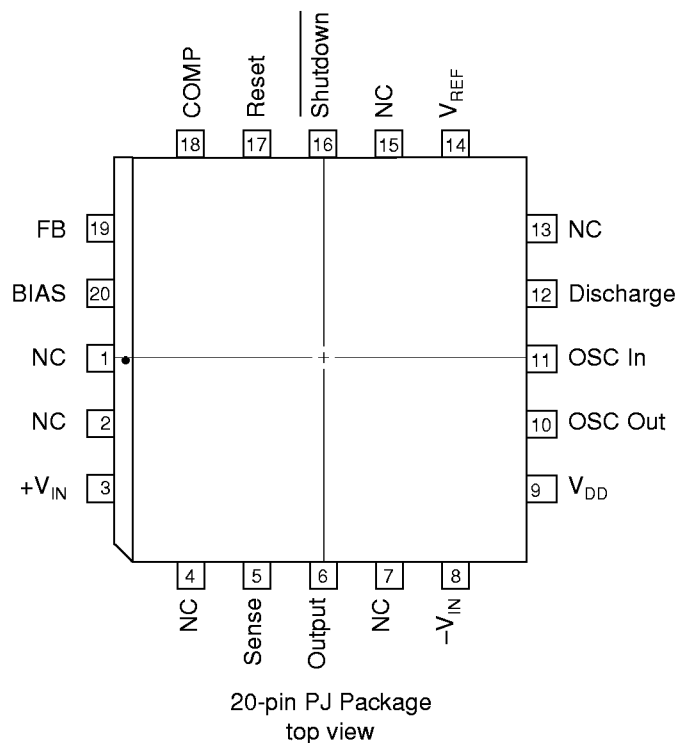 COMP
Reset
Shutdown
NC
VREF
18
17
16
15
14
FB
19
13
NC
BIAS
20
12
Discharge
NC
1
11
OSC In
NC
2
10
OSC Out
+VIN
3
9
VDD
4
5
6
7
8
NC
Sense
Output
NC
–VIN
20-pin PJ Package
top view